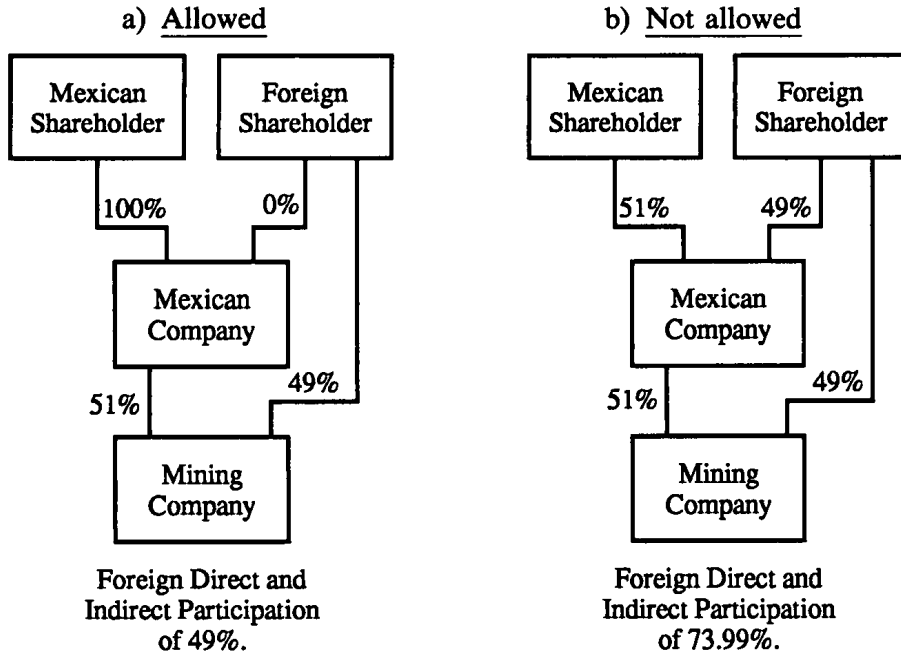 a) Allowed
Mexican
Shareholder
Foreign
Shareholder
100%
0%
Mexican
Company
51%
49%
Mining
Company
Foreign Direct and
Indirect Participation
of 49%.
b) Not allowed
Mexican
Shareholder
Foreign
Shareholder
51%
49%
Mexican
Company
51%
49%
Mining
Company
Foreign Direct and
Indirect Participation
of 73.99%.